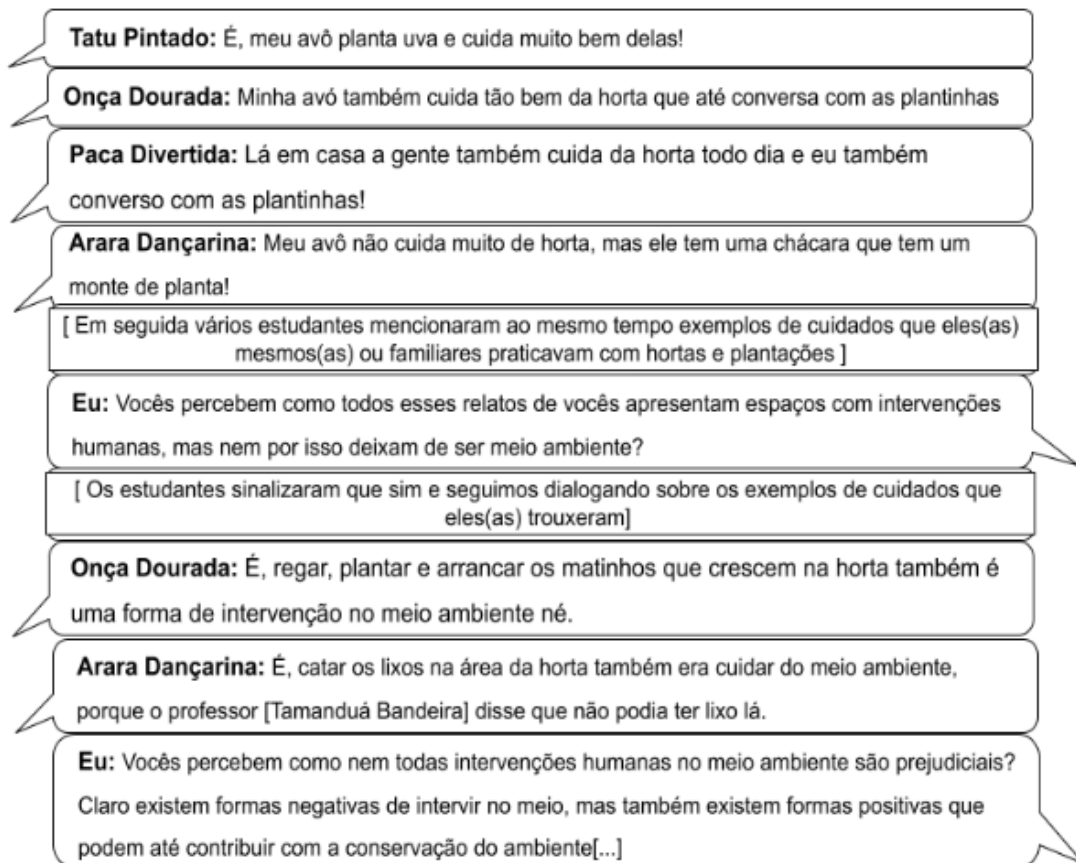 Tatu Pintado: É, meu avô planta uva e cuida muito bem delas!
Onça Dourada: Minha avó também cuida tão bem da horta que até conversa com as plantinhas
Paca Divertida: Lá em casa a gente também cuida da horta todo dia e eu também
converso com as plantinhas!
Arara Dançarina: Meu avô não cuida muito de horta, mas ele tem uma chácara que tem um
monte de planta!
[ Em seguida vários estudantes mencionaram ao mesmo tempo exemplos de cuidados que eles(as)
mesmos(as) ou familiares praticavam com hortas e plantações ]
Eu: Vocês percebem como todos esses relatos de vocês apresentam espaços com intervenções
humanas, mas nem por isso deixam de ser meio ambiente?
[ Os estudantes sinalizaram que sim e seguimos dialogando sobre os exemplos de cuidados que
eles(as) trouxeram]
Onça Dourada: É, regar, plantar e arrancar os matinhos que crescem na horta também é
uma forma de intervenção no meio ambiente né.
Arara Dançarina: É, catar os lixos na área da horta também era cuidar do meio ambiente,
porque o professor [Tamanduá Bandeira] disse que não podia ter lixo lá.
Eu: Vocês percebem como nem todas intervenções humanas no meio ambiente são prejudiciais?
Claro existem formas negativas de intervir no meio, mas também existem formas positivas que
podem até contribuir com a conservação do ambiente[...]